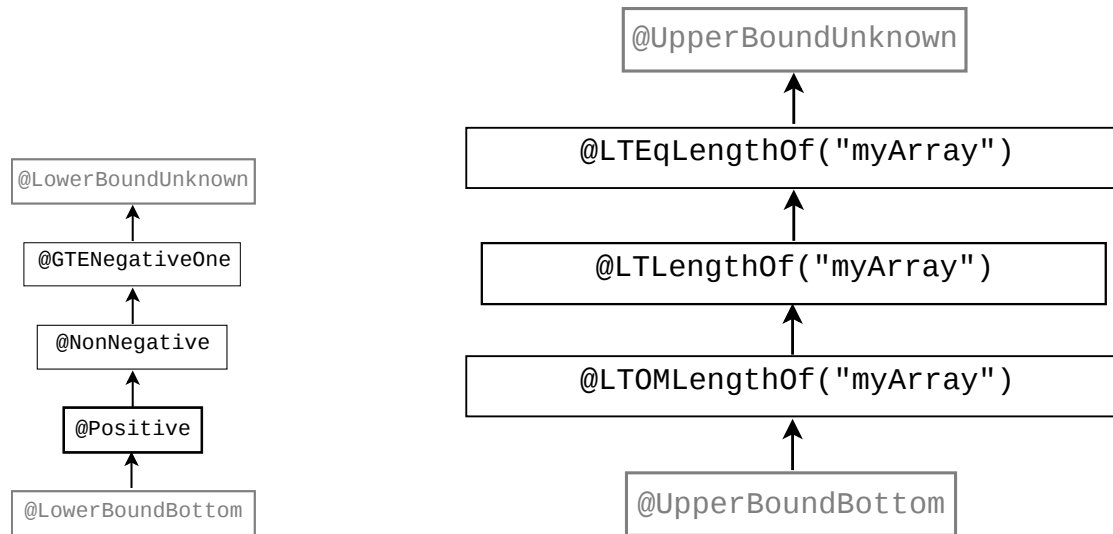 @LowerBoundUnknown
@GTENegativeOne
@NonNegative
@Positive
@LowerBoundBottom
@UpperBoundUnknown
@LTEqLengthOf("myArray")
@LTLengthOf("myArray")
@LTOMLengthOf("myArray")
@UpperBoundBottom